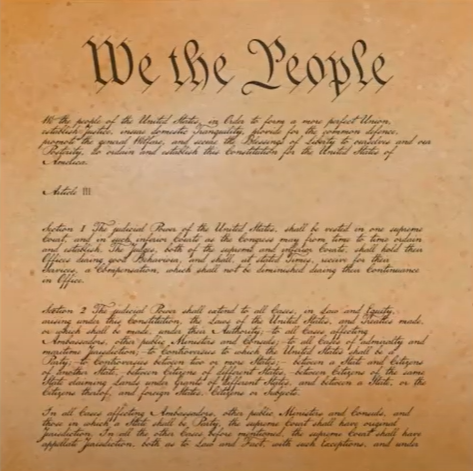 We the People
We the people of the United States, in Order to form a more perfect Union,
establish Justice, insure domestic Tranquility, provide for the common defence,
promote the general Welfare, and secure the Blessings of Liberty to ourselves and our
Posterity, do ordain and establish this Constitution for the United States of
America.
Article III
Section 1 The judicial Power of the United States, shall be vested in one supreme
Court, and in such inferior Courts as the Congress may from time to time ordain
and establish. The Judges, both of the supreme and inferior Courts, shall hold their
Offices during good Behaviour, and shall, at stated Times, receive for their
Services, a Compensation, which shall not be diminished during their Continuance
in Office.
Section 2 The judicial Power shall extend to all Cases, in Law and Equity,
arising under this Constitution, the Laws of the United States, and Treaties made,
or which shall be made, under their Authority; to all Cases affecting
Ambassadors, other public Ministers and Consuls; to all Cases of admiralty and
maritime Jurisdiction; to Controversies to which the United States shall be a
Party; to Controversies between two or more States; between a State and Citizens
of another State; between Citizens of different States; between Citizens of the same
State claiming Lands under Grants of different States, and between a State, or the
Citizens thereof, and foreign States, Citizens or Subjects.
In all Cases affecting Ambassadors, other public Ministers and Consuls, and
those in which a State shall be Party, the supreme Court shall have original
Jurisdiction. In all the other Cases before mentioned, the supreme Court shall have
appellate Jurisdiction, both as to Law and Fact, with such Exceptions, and under